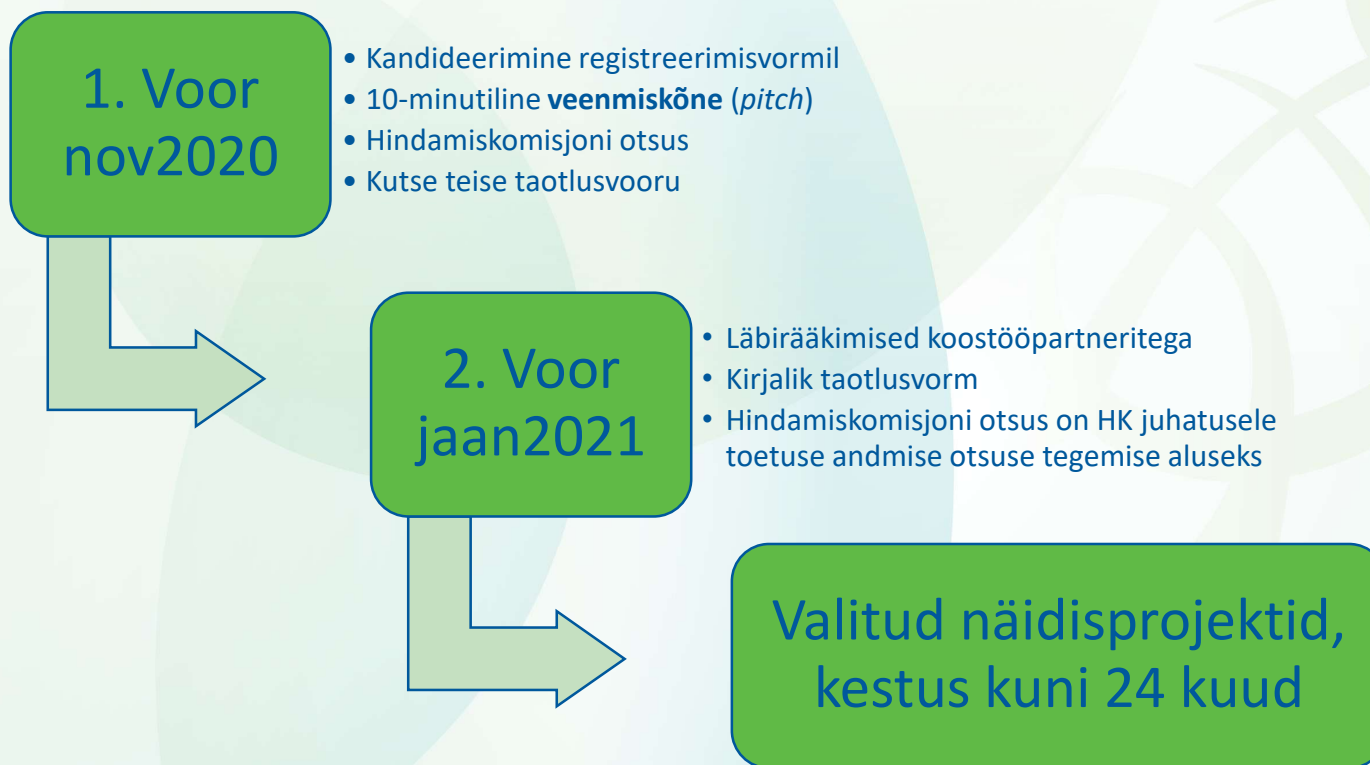 1. Voor
nov2020
• Kandideerimine registreerimisvormil
• 10-minutiline veenmiskõne (pitch)
• Hindamiskomisjoni otsus
• Kutse teise taotlusvooru
2. Voor
jaan2021
• Läbirääkimised koostööpartneritega
• Kirjalik taotlusvorm
• Hindamiskomisjoni otsus on HK juhatusele
toetuse andmise otsuse tegemise aluseks
Valitud näidisprojektid,
kestus kuni 24 kuud